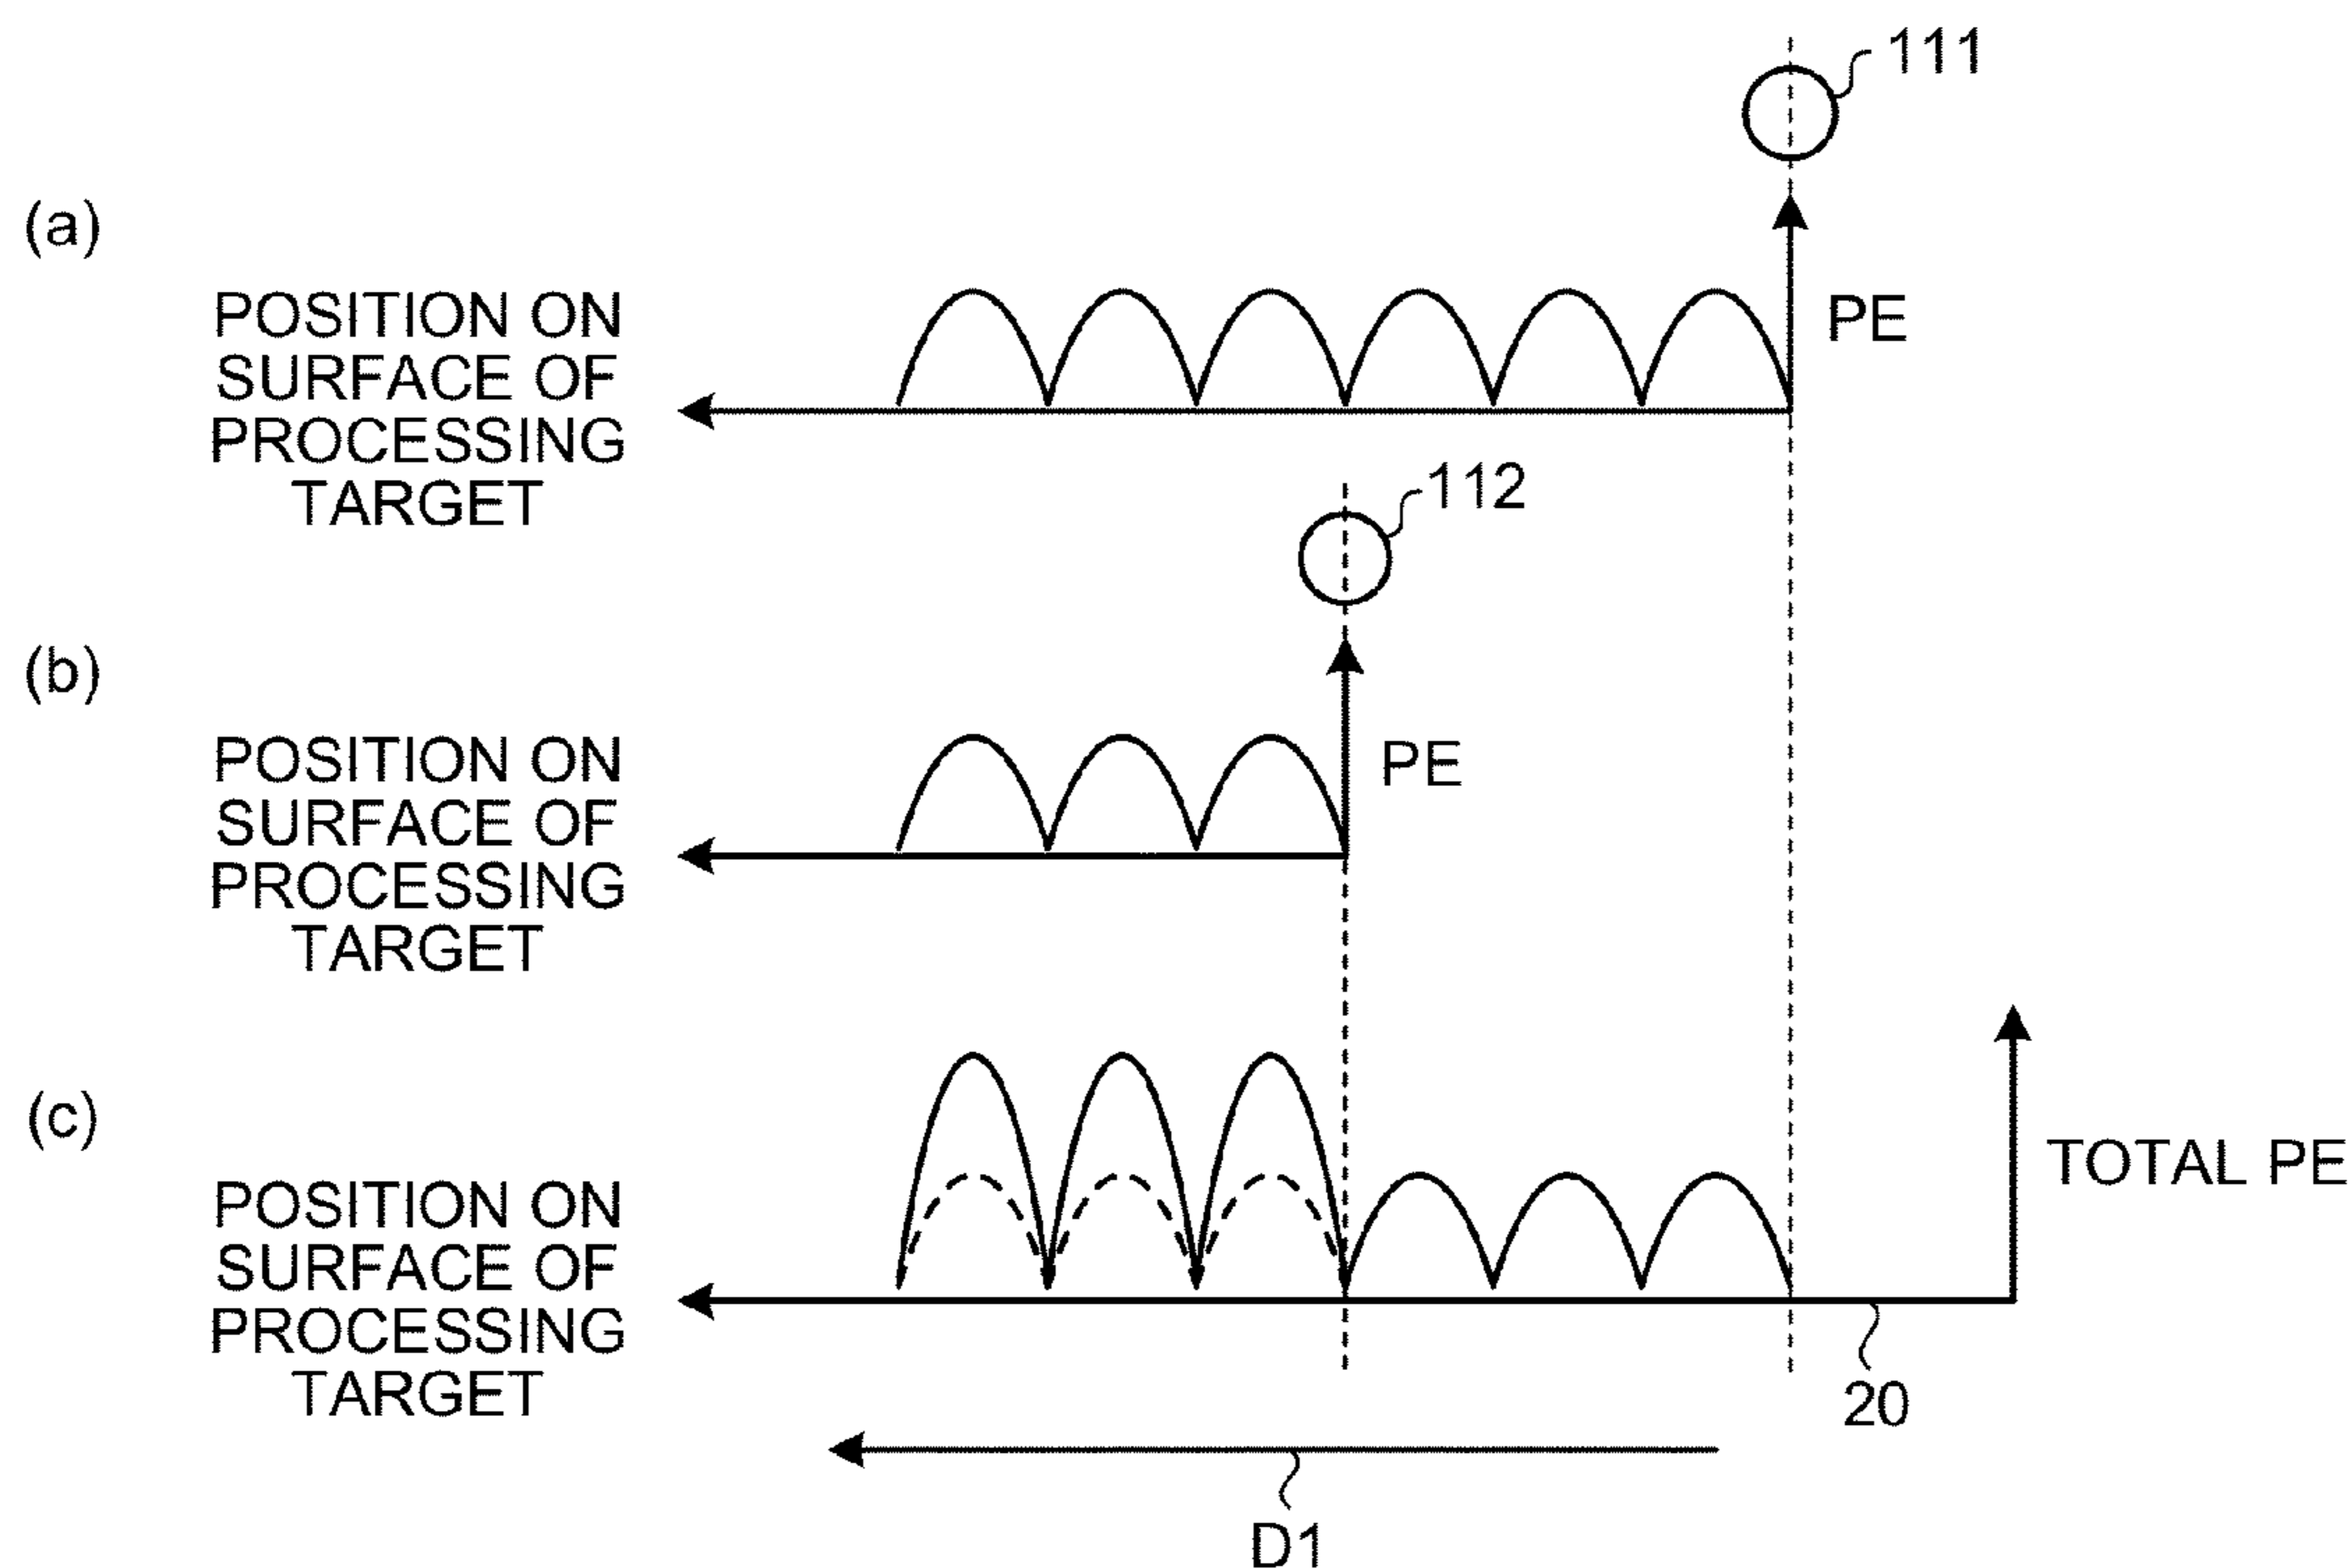 111
(a)
PE
POSITION ON
SURFACE OF
PROCESSING
TARGET
112
(b)
PE
POSITION ON
SURFACE OF
PROCESSING
TARGET
(c)
TOTAL PE
POSITION ON
SURFACE OF
PROCESSING
TARGET
20
D1